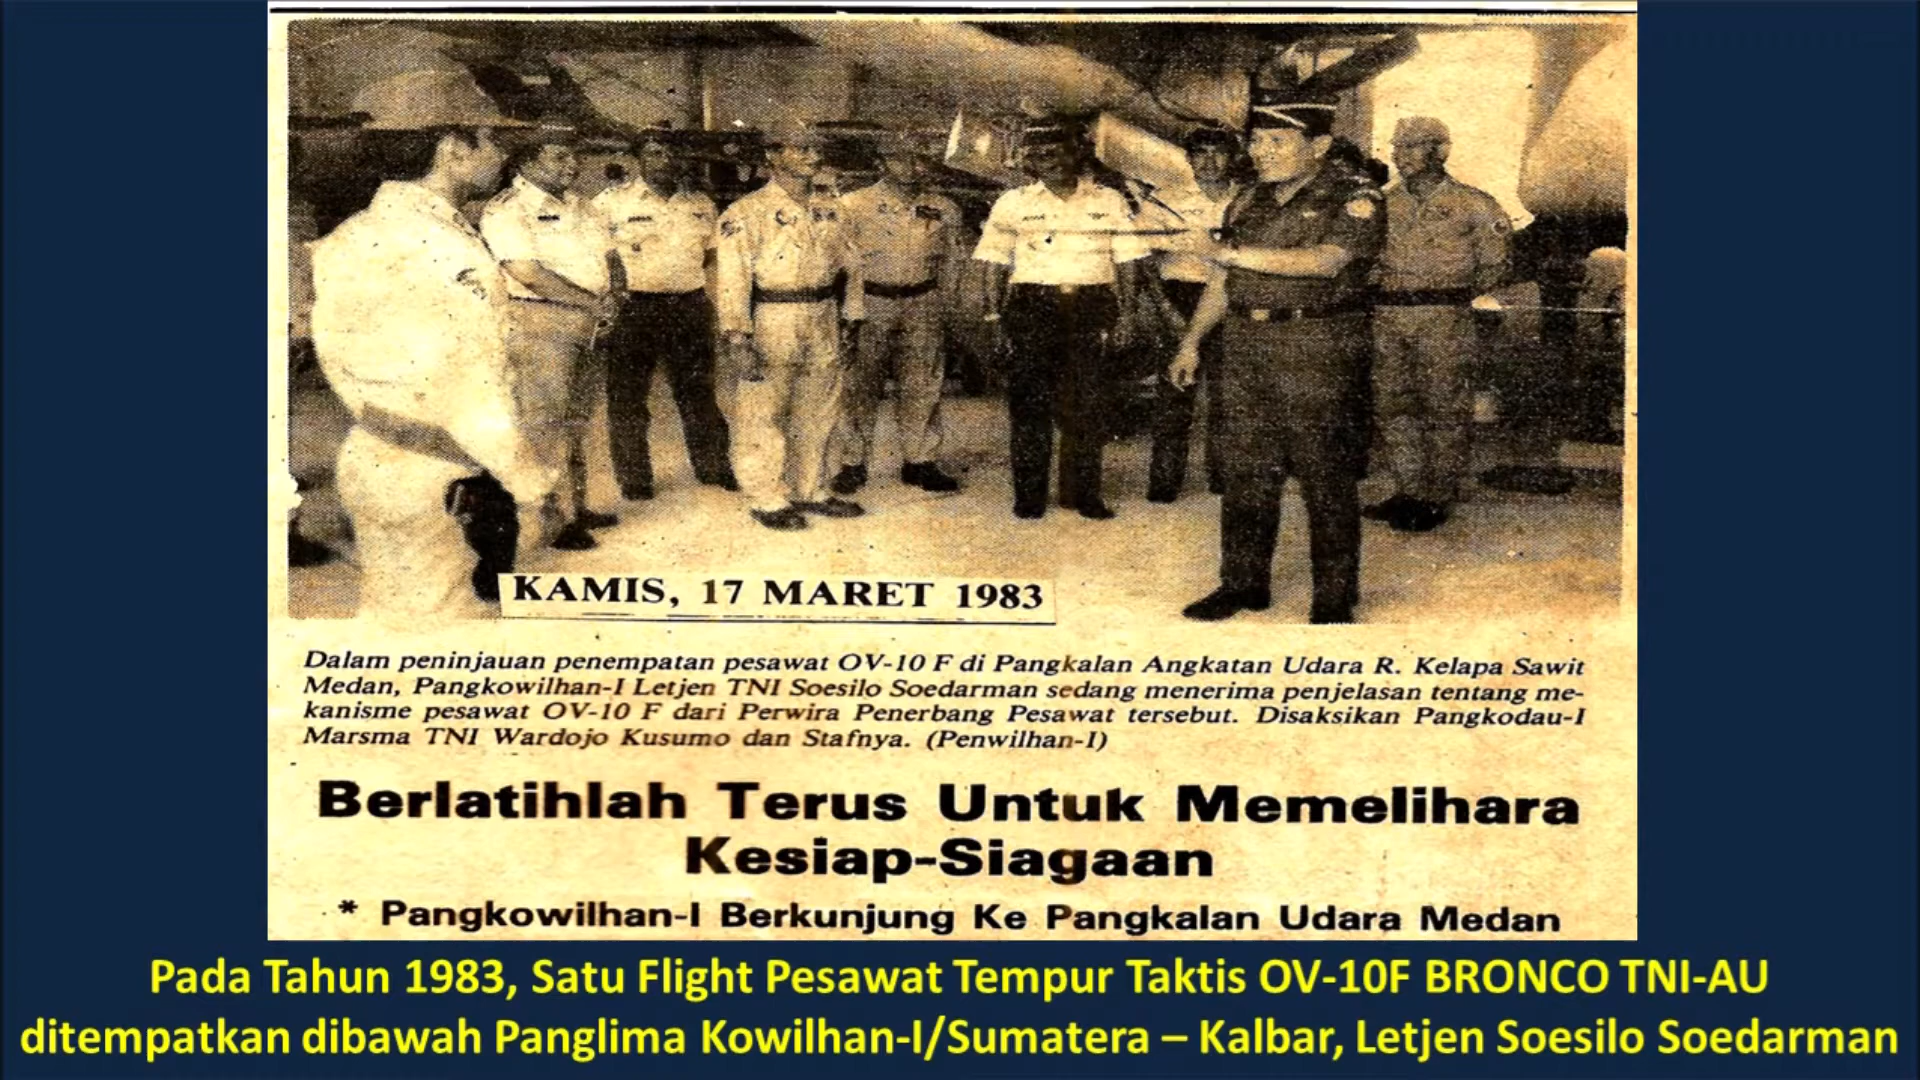 KAMIS, 17 MARET 1983
Dalam peninjauan penempatan pesawat OV-10 F di Pangkalan Angkatan Udara R. Kelapa Sawit
Medan, Pangkowilhan-I Letjen TNI Soesilo Soedarman sedang menerima penjelasan tentang me-
kanisme pesawat OV-10 F dari Perwira Penerbang Pesawat tersebut. Disaksikan Pangkodau-I
Marsma TNI Wardojo Kusumo dan Stafnya. (Penwilhan-I)
Berlatihlah Terus Untuk Memelihara
Kesiap-Siagaan
* Pangkowilhan-I Berkunjung Ke Pangkalan Udara Medan
Pada Tahun 1983, Satu Flight Pesawat Tempur Taktis OV-10F BRONCO TNI-AU
ditempatkan dibawah Panglima Kowilhan-I/Sumatera – Kalbar, Letjen Soesilo Soedarman